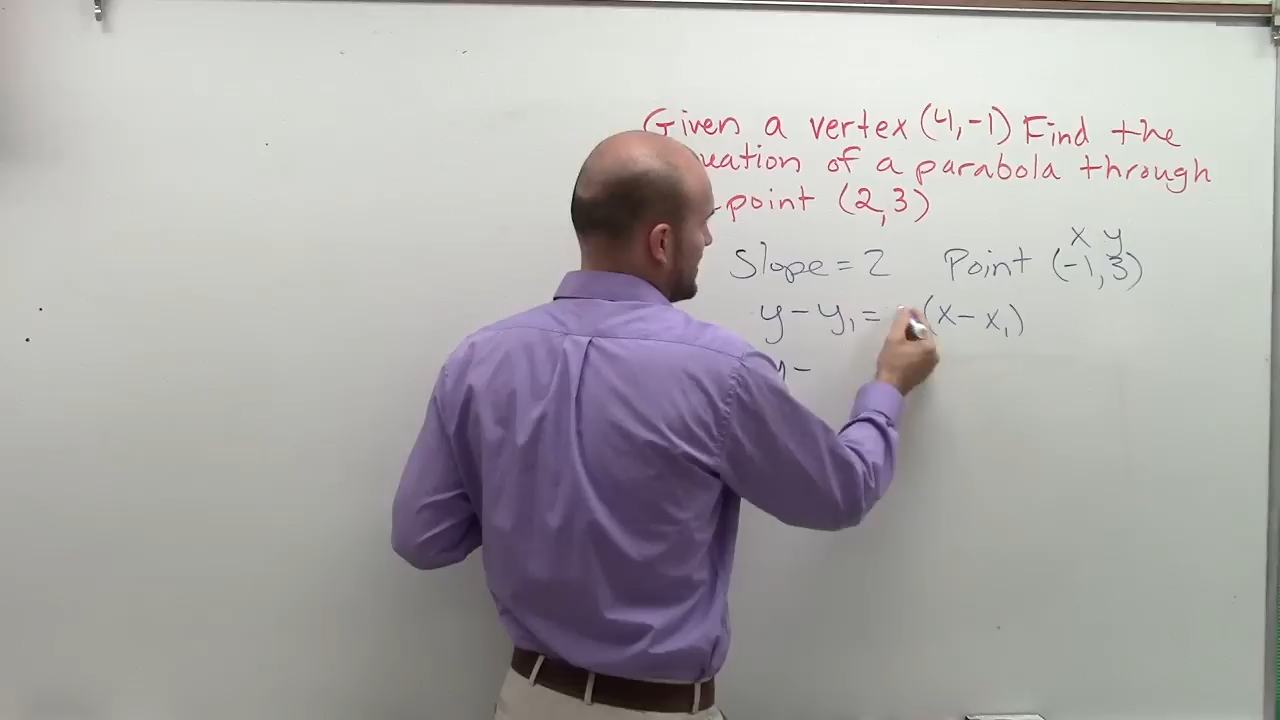 Given a vertex (4,-1) Find the
of a parabola through
point (2,3)
x y
Slope = 2 Point (-1, 3)
y - y₁ = (x - x₁)
y -